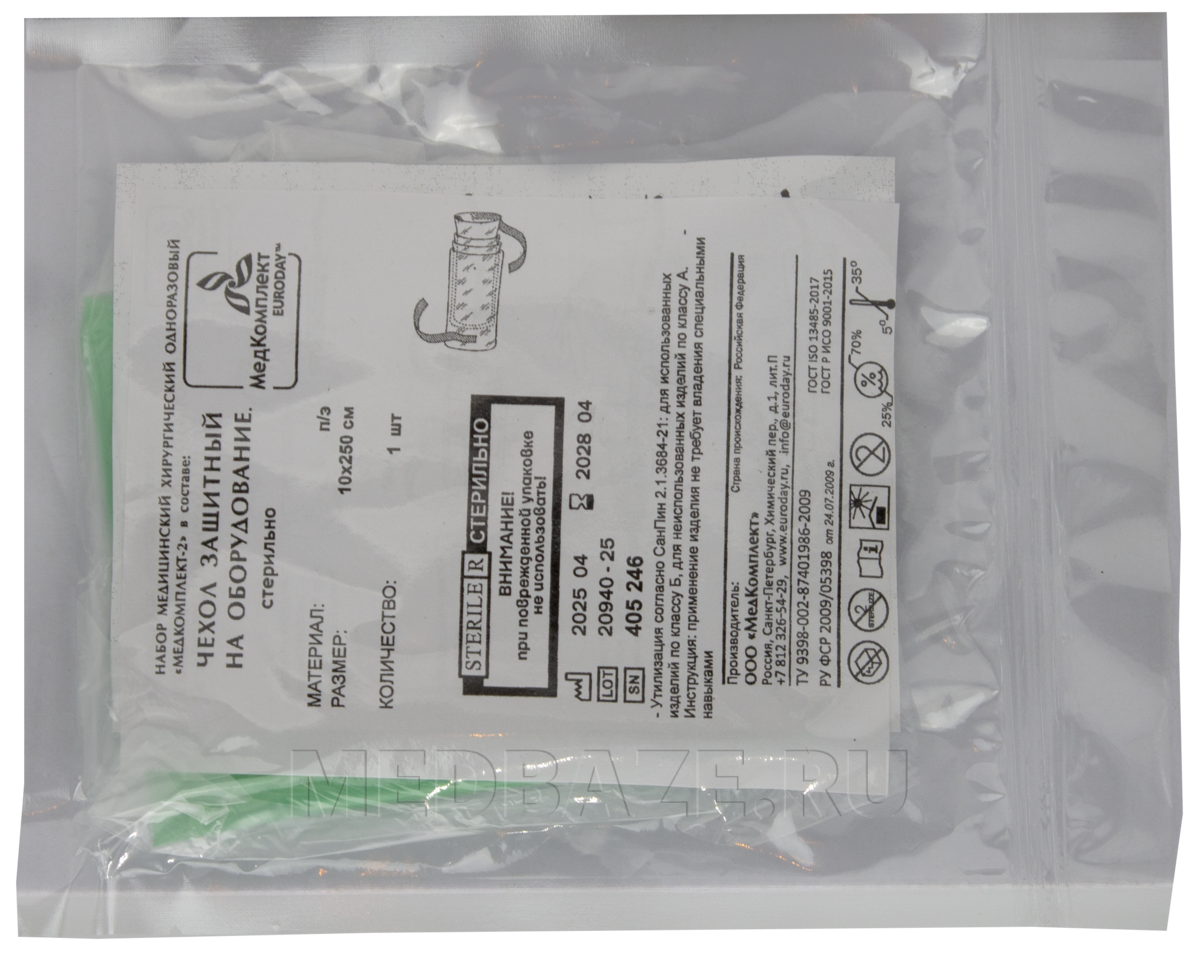 НАБОР МЕДИЦИНСКИЙ ХИРУРГИЧЕСКИЙ ОДНОРАЗОВЫЙ
«МЕДКОМПЛЕКТ-2» в составе:
ЧЕХОЛ ЗАЩИТНЫЙ
НА ОБОРУДОВАНИЕ.
стерильно
МедКомплект
EURODAY™
МАТЕРИАЛ: п/э
РАЗМЕР: 10x250 см
КОЛИЧЕСТВО: 1 шт
STERILE R СТЕРИЛЬНО
ВНИМАНИЕ!
при поврежденной упаковке
не использовать!
2025 04 2028 04
LOT 20940 - 25
SN 405 246
- Утилизация согласно СанПин 2.1.3684-21: для использованных
изделий по классу Б, для неиспользованных изделий по классу А. -
Инструкция: применение изделия не требует владения специальными
навыками
Производитель: Страна происхождения: Российская Федерация
ООО «МедКомплект»
Россия, Санкт-Петербург, Химический пер., д.1, лит.П
+7 812 326-54-29, www.euroday.ru, info@euroday.ru
ТУ 9398-002-87401986-2009 ГОСТ ISO 13485-2017
РУ ФСР 2009/05398 от 24.07.2009 г. ГОСТ Р ИСО 9001-2015
2 STERILIZE i 2 25% % 70% 5° 35°
MEDBAZE.RU